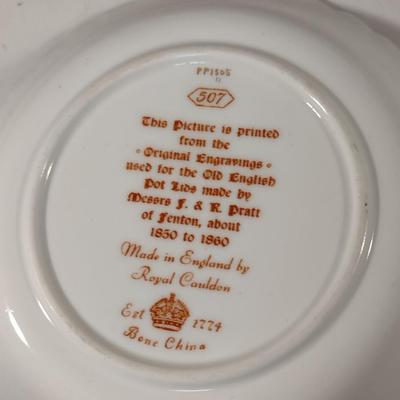 PP1505
11
507
This Picture is printed
from the
· Original Engravings ·
used for the Old English
Pot Lids made by
Messrs F. & R. Pratt
of Fenton, about
1850 to 1860
Made in England by
Royal Cauldon
Est 1774
Bone China